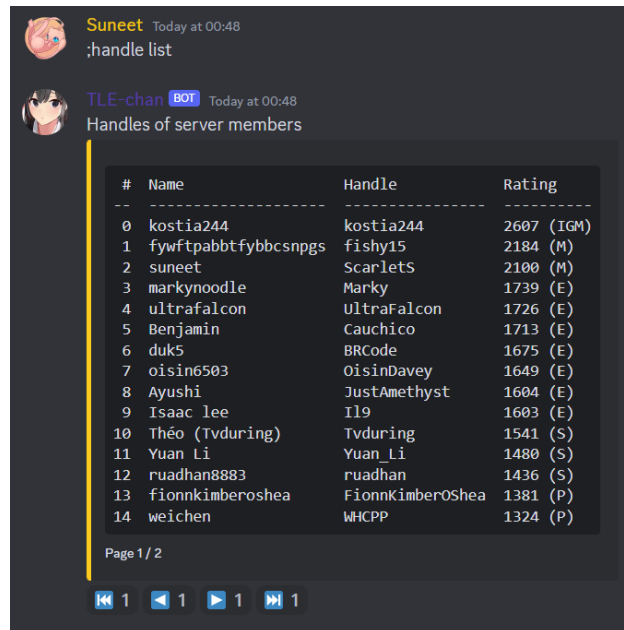 Suneet Today at 00:48
;handle list
TLE-chan BOT Today at 00:48
Handles of server members
# Name Handle Rating
-- -------------------- ---------------- ----------
0 kostia244 kostia244 2607 (IGM)
1 fywftpabbtfybbcsnpgs fishy15 2184 (M)
2 suneet ScarletS 2100 (M)
3 markynoodle Marky 1739 (E)
4 ultrafalcon UltraFalcon 1726 (E)
5 Benjamin Cauchico 1713 (E)
6 duk5 BRCode 1675 (E)
7 oisin6503 OisinDavey 1649 (E)
8 Ayushi JustAmethyst 1604 (E)
9 Isaac lee Il9 1603 (E)
10 Théo (Tvduring) Tvduring 1541 (S)
11 Yuan Li Yuan_Li 1480 (S)
12 ruadhan8883 ruadhan 1436 (S)
13 fionnkimberoshea FionnKimberOShea 1381 (P)
14 weichen WHCPP 1324 (P)
Page 1 / 2
1 1 1 1